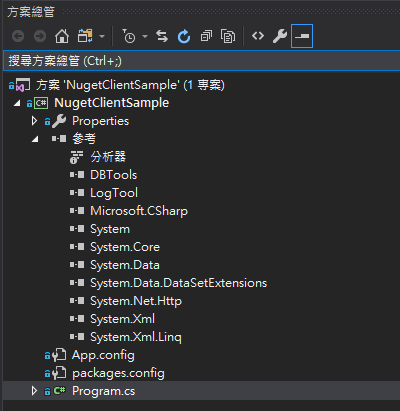 方案總管
搜尋方案總管 (Ctrl+;)
方案 'NugetClientSample' (1 專案)
C# NugetClientSample
Properties
參考
分析器
DBTools
LogTool
Microsoft.CSharp
System
System.Core
System.Data
System.Data.DataSetExtensions
System.Net.Http
System.Xml
System.Xml.Linq
App.config
packages.config
C# Program.cs